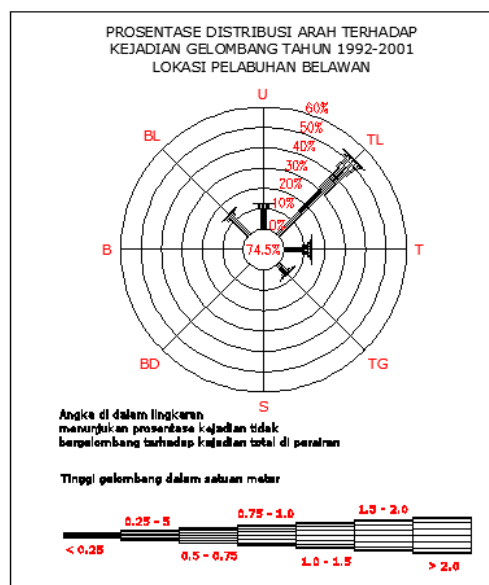 PROSENTASE DISTRIBUSI ARAH TERHADAP
KEJADIAN GELOMBANG TAHUN 1992-2001
LOKASI PELABUHAN BELAWAN
U
60%
BL
50%
TL
40%
30%
20%
10%
0%
B
74.5%
T
BD
TG
S
Angka di dalam lingkaran
menunjukan prosentase kejadian tidak
bergelombang terhadap kejadian total di perairan
Tinggi gelombang dalam satuan meter
0.25 - 5
0.75 - 1.0
1.5 - 2.0
< 0.25
0.5 - 0.75
1.0 - 1.5
> 2.0